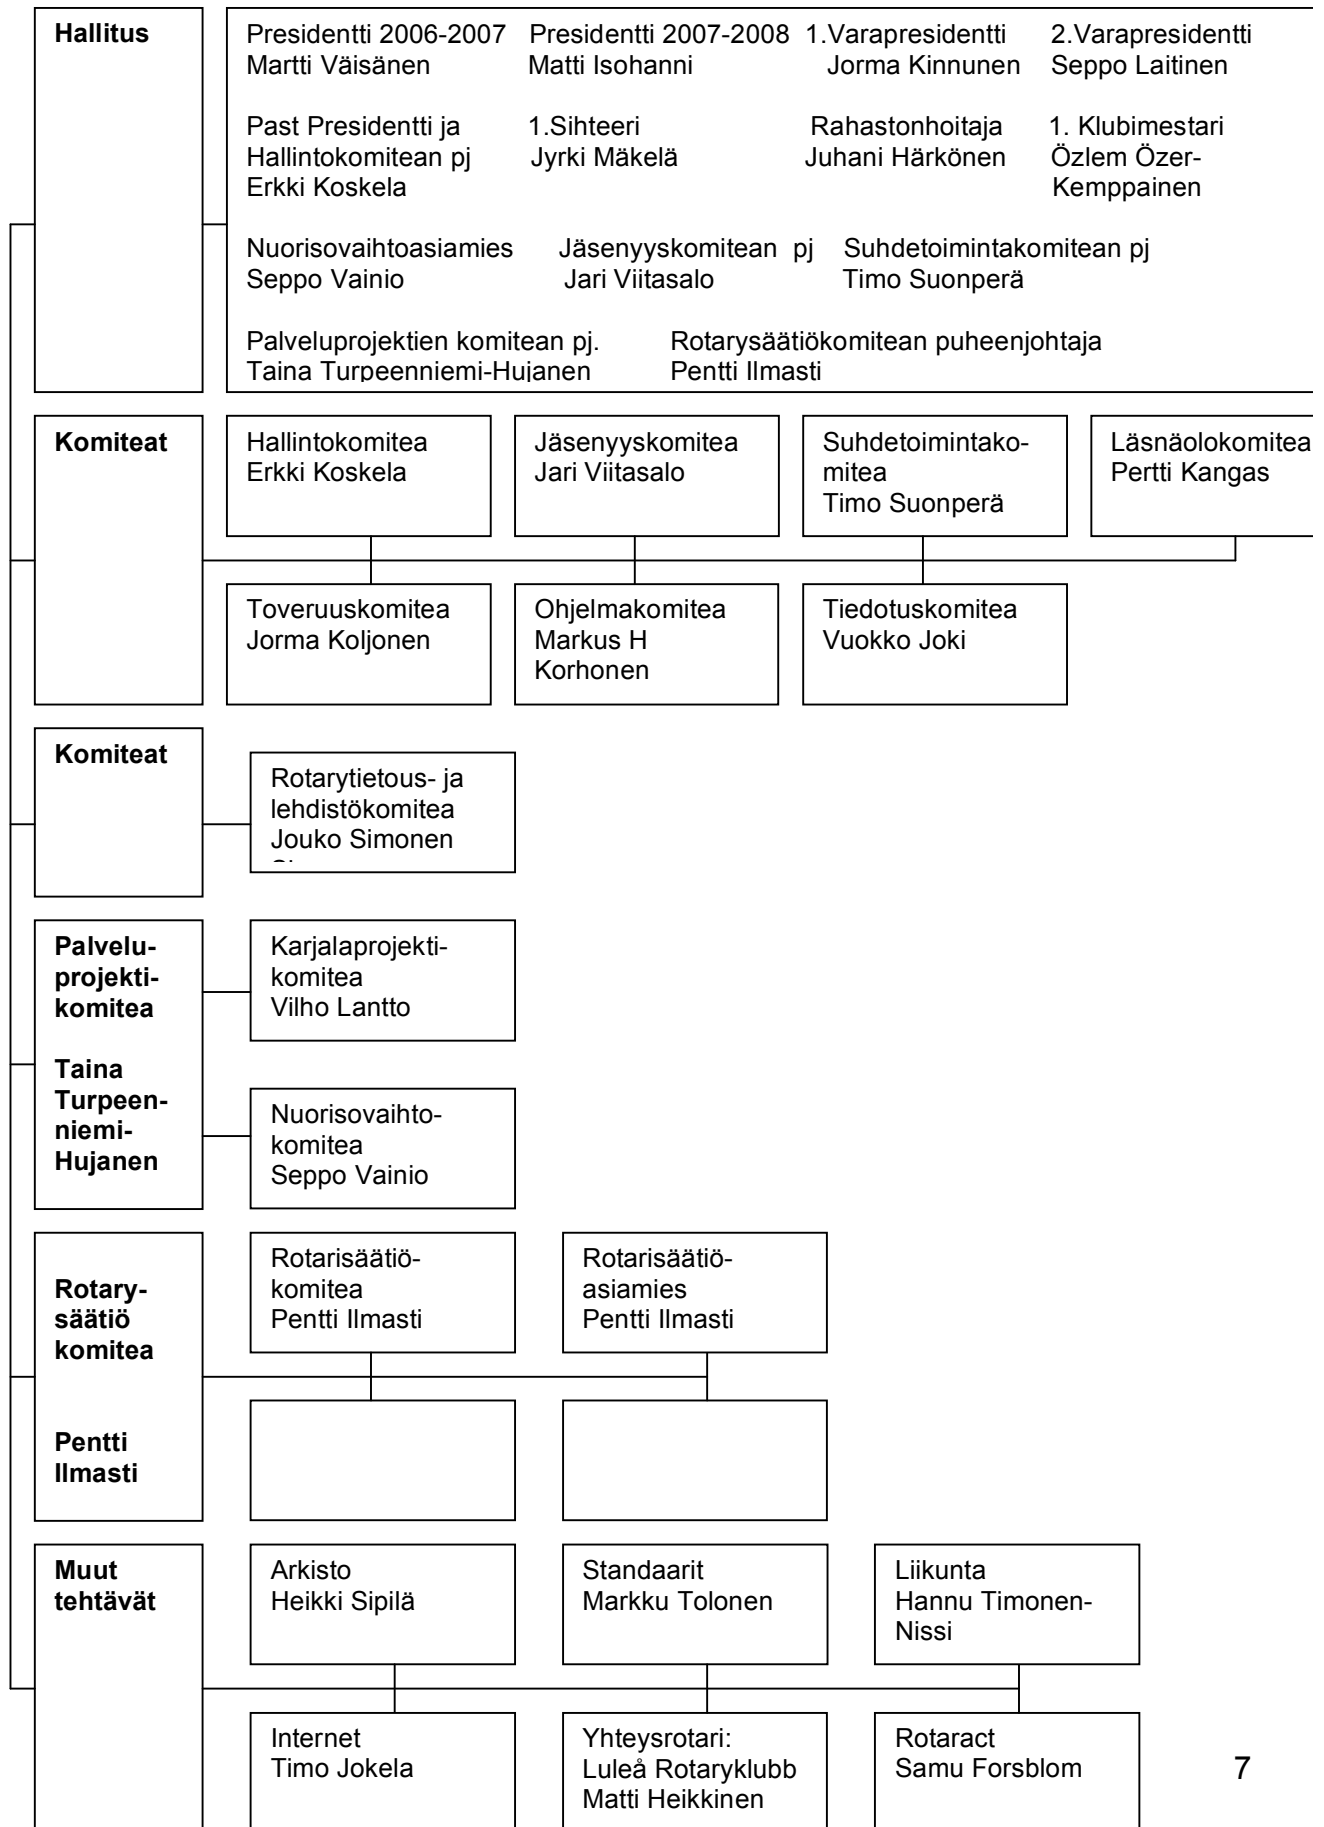 Hallitus
Presidentti 2006-2007 Presidentti 2007-2008 1.Varapresidentti 2.Varapresidentti
Martti Väisänen Matti Isohanni Jorma Kinnunen Seppo Laitinen
Past Presidentti ja 1.Sihteeri Rahastonhoitaja 1. Klubimestari
Hallintokomitean pj Jyrki Mäkelä Juhani Härkönen Özlem Özer-
Erkki Koskela Kemppainen
Nuorisovaihtoasiamies Jäsenyyskomitean pj Suhdetoimintakomitean pj
Seppo Vainio Jari Viitasalo Timo Suonperä
Palveluprojektien komitean pj. Rotarysäätiökomitean puheenjohtaja
Taina Turpeenniemi-Hujanen Pentti Ilmasti
Komiteat
Hallintokomitea
Erkki Koskela
Jäsenyyskomitea
Jari Viitasalo
Suhdetoimintako-
mitea
Timo Suonperä
Läsnäolokomitea
Pertti Kangas
Toveruuskomitea
Jorma Koljonen
Ohjelmakomitea
Markus H
Korhonen
Tiedotuskomitea
Vuokko Joki
Komiteat
Rotarytietous- ja
lehdistökomitea
Jouko Simonen
Palvelu-
projekti-
komitea
Taina
Turpeen-
niemi-
Hujanen
Karjalaprojekti-
komitea
Vilho Lantto
Nuorisovaihto-
komitea
Seppo Vainio
Rotary-
säätiö
komitea
Pentti
Ilmasti
Rotarisäätiö-
komitea
Pentti Ilmasti
Rotarisäätiö-
asiamies
Pentti Ilmasti
Muut
tehtävät
Arkisto
Heikki Sipilä
Standaarit
Markku Tolonen
Liikunta
Hannu Timonen-
Nissi
Internet
Timo Jokela
Yhteysrotari:
Luleå Rotaryklubb
Matti Heikkinen
Rotaract
Samu Forsblom
7